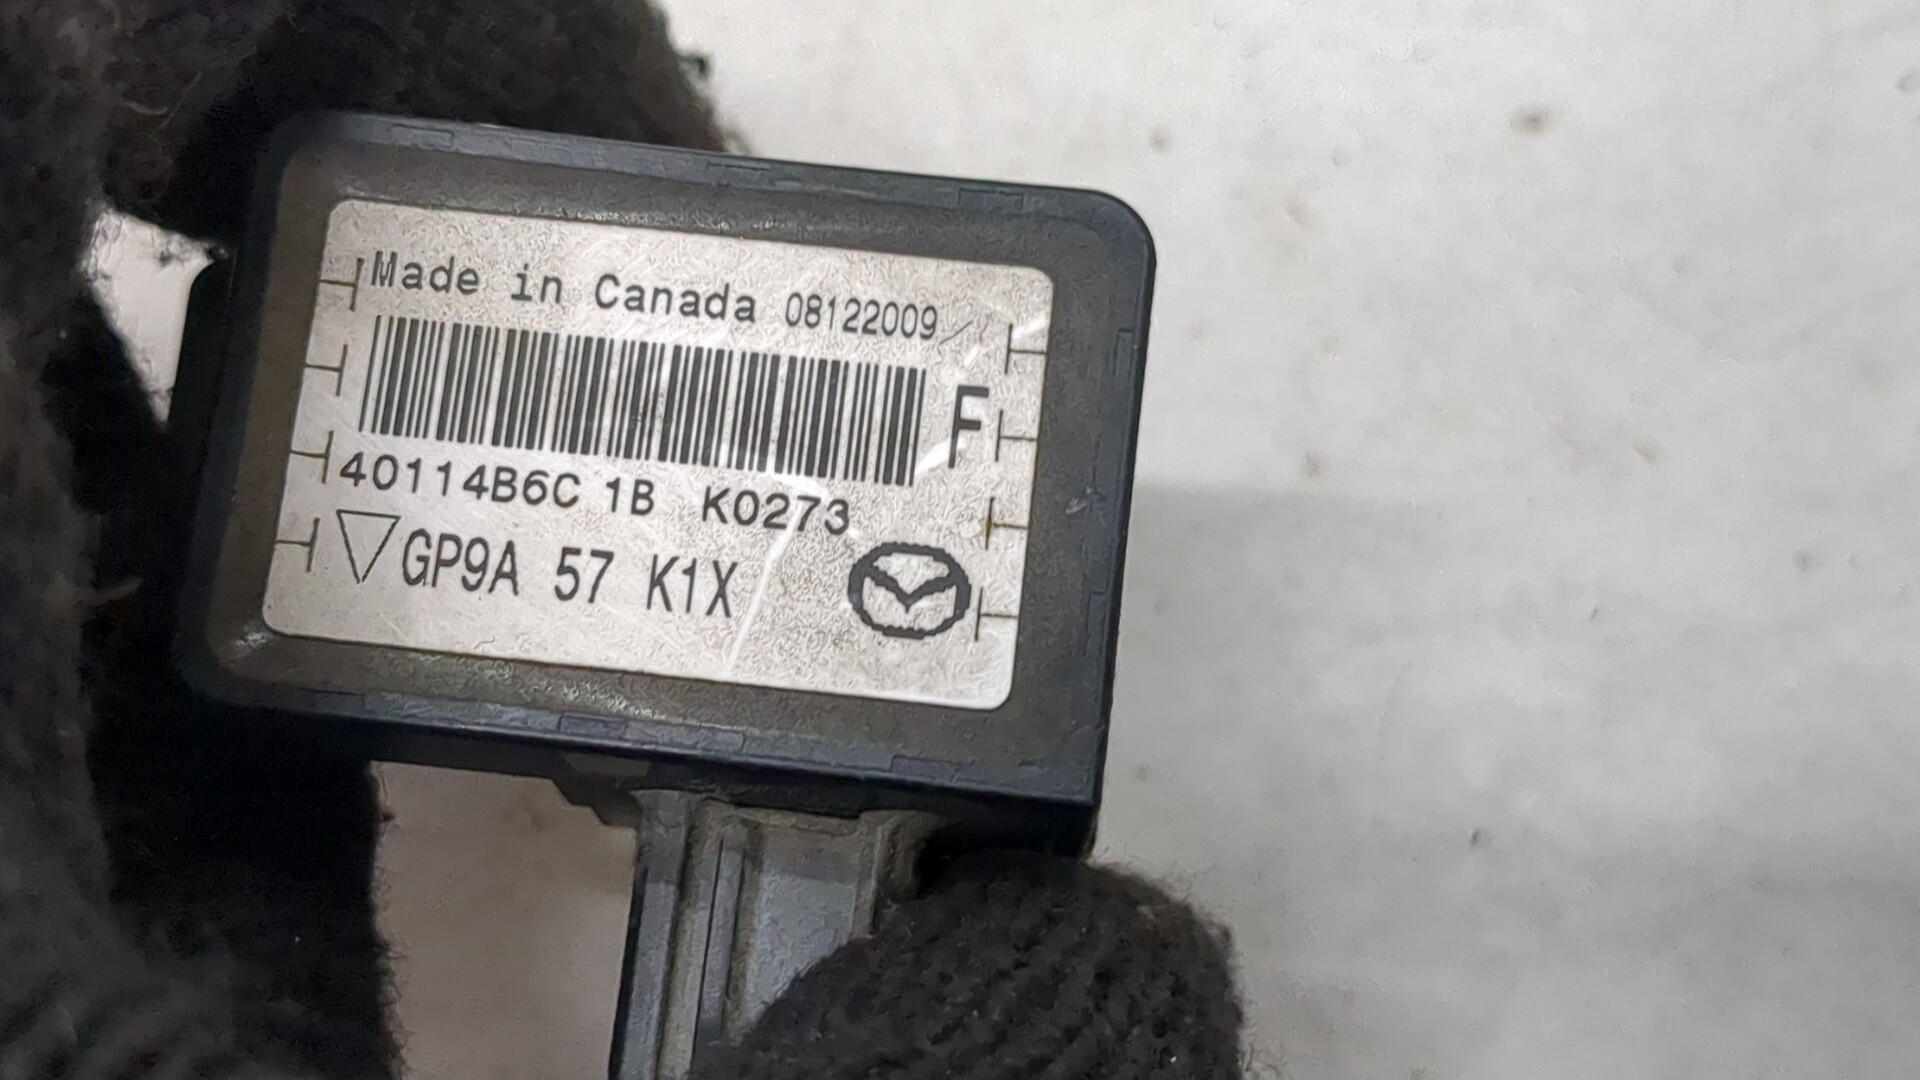 Made in Canada 08122009
F
40114B6C 1B K0273
GP9A 57 K1X